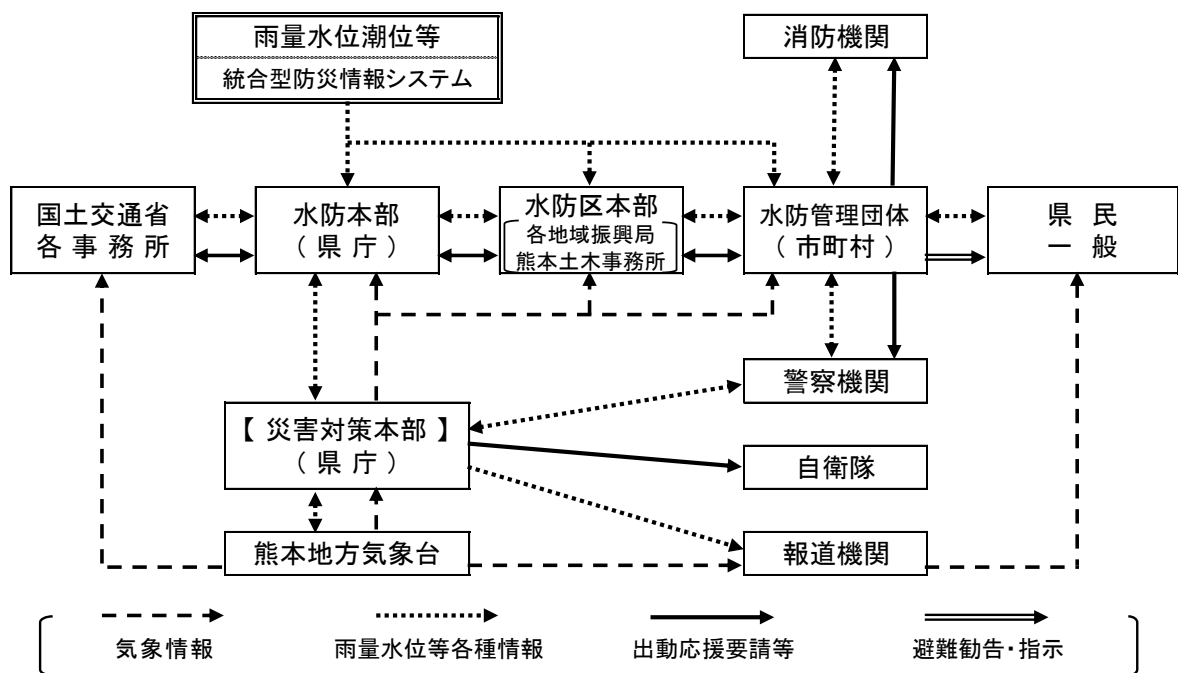 雨量水位潮位等
統合型防災情報システム
消防機関
国土交通省
各事務所
水防本部
(県庁)
水防区本部
各地域振興局
熊本土木事務所
水防管理団体
(市町村)
県民
一般
警察機関
【災害対策本部】
(県庁)
自衛隊
熊本地方気象台
報道機関
気象情報
雨量水位等各種情報
出動応援要請等
避難勧告・指示